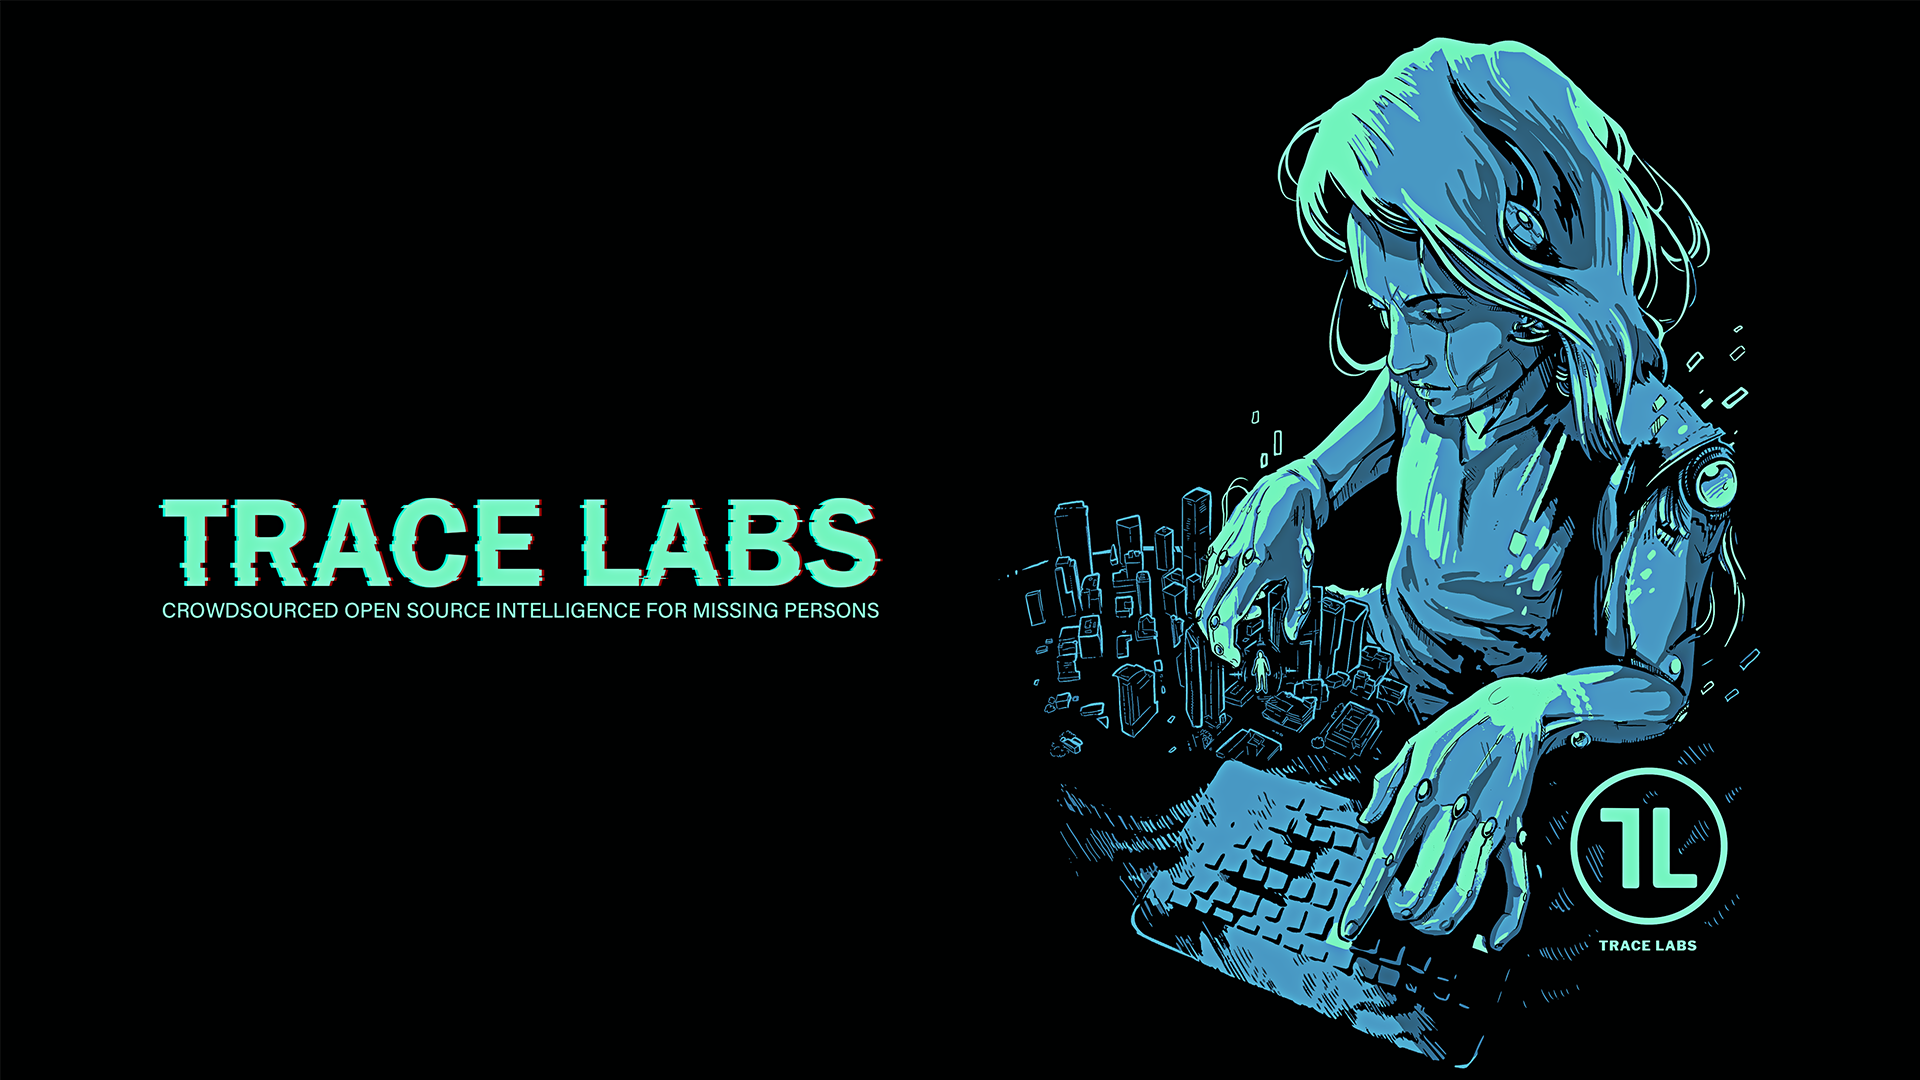 TRACE LABS
CROWDSOURCED OPEN SOURCE INTELLIGENCE FOR MISSING PERSONS
TL
TRACE LABS